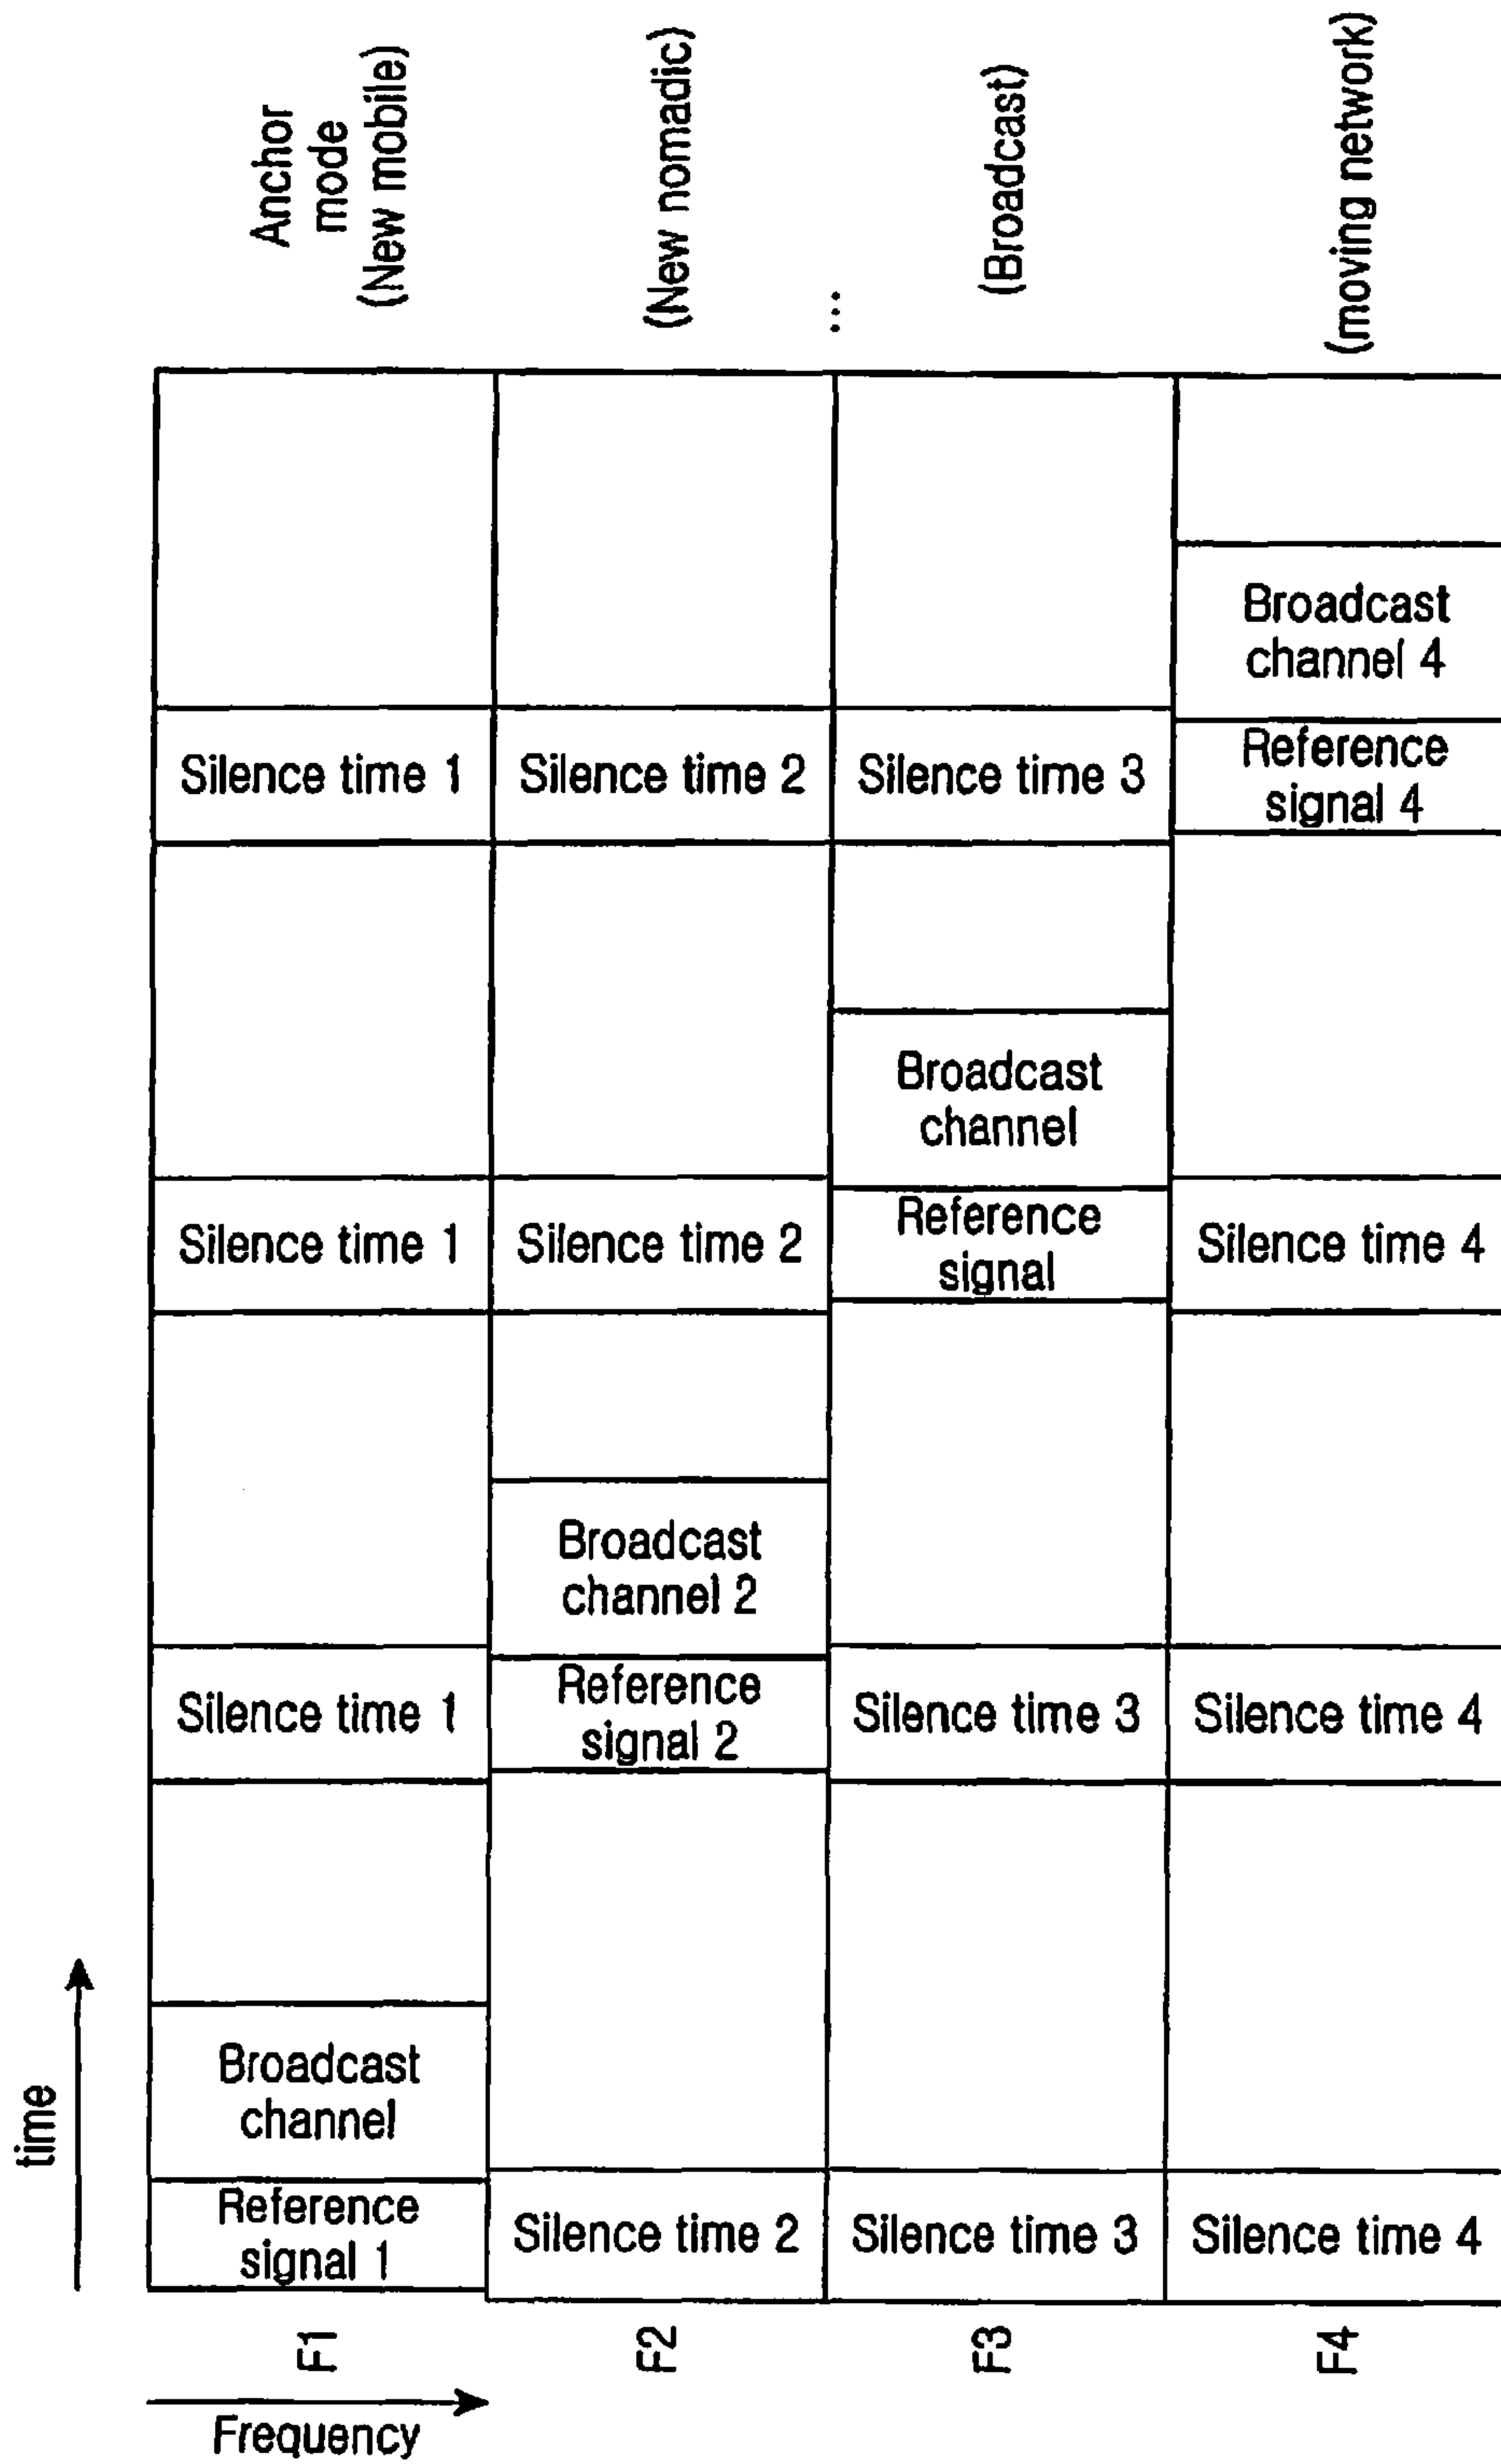 Anchor
mode
(New mobile)
(New nomadic)
...
(Broadcast)
(moving network)
Broadcast
channel 4
Silence time 1
Silence time 2
Silence time 3
Reference
signal 4
Broadcast
channel
Silence time 1
Silence time 2
Reference
signal
Silence time 4
Broadcast
channel 2
Silence time 1
Reference
signal 2
Silence time 3
Silence time 4
time
Broadcast
channel
Reference
signal 1
Silence time 2
Silence time 3
Silence time 4
F1
F2
F3
F4
Frequency